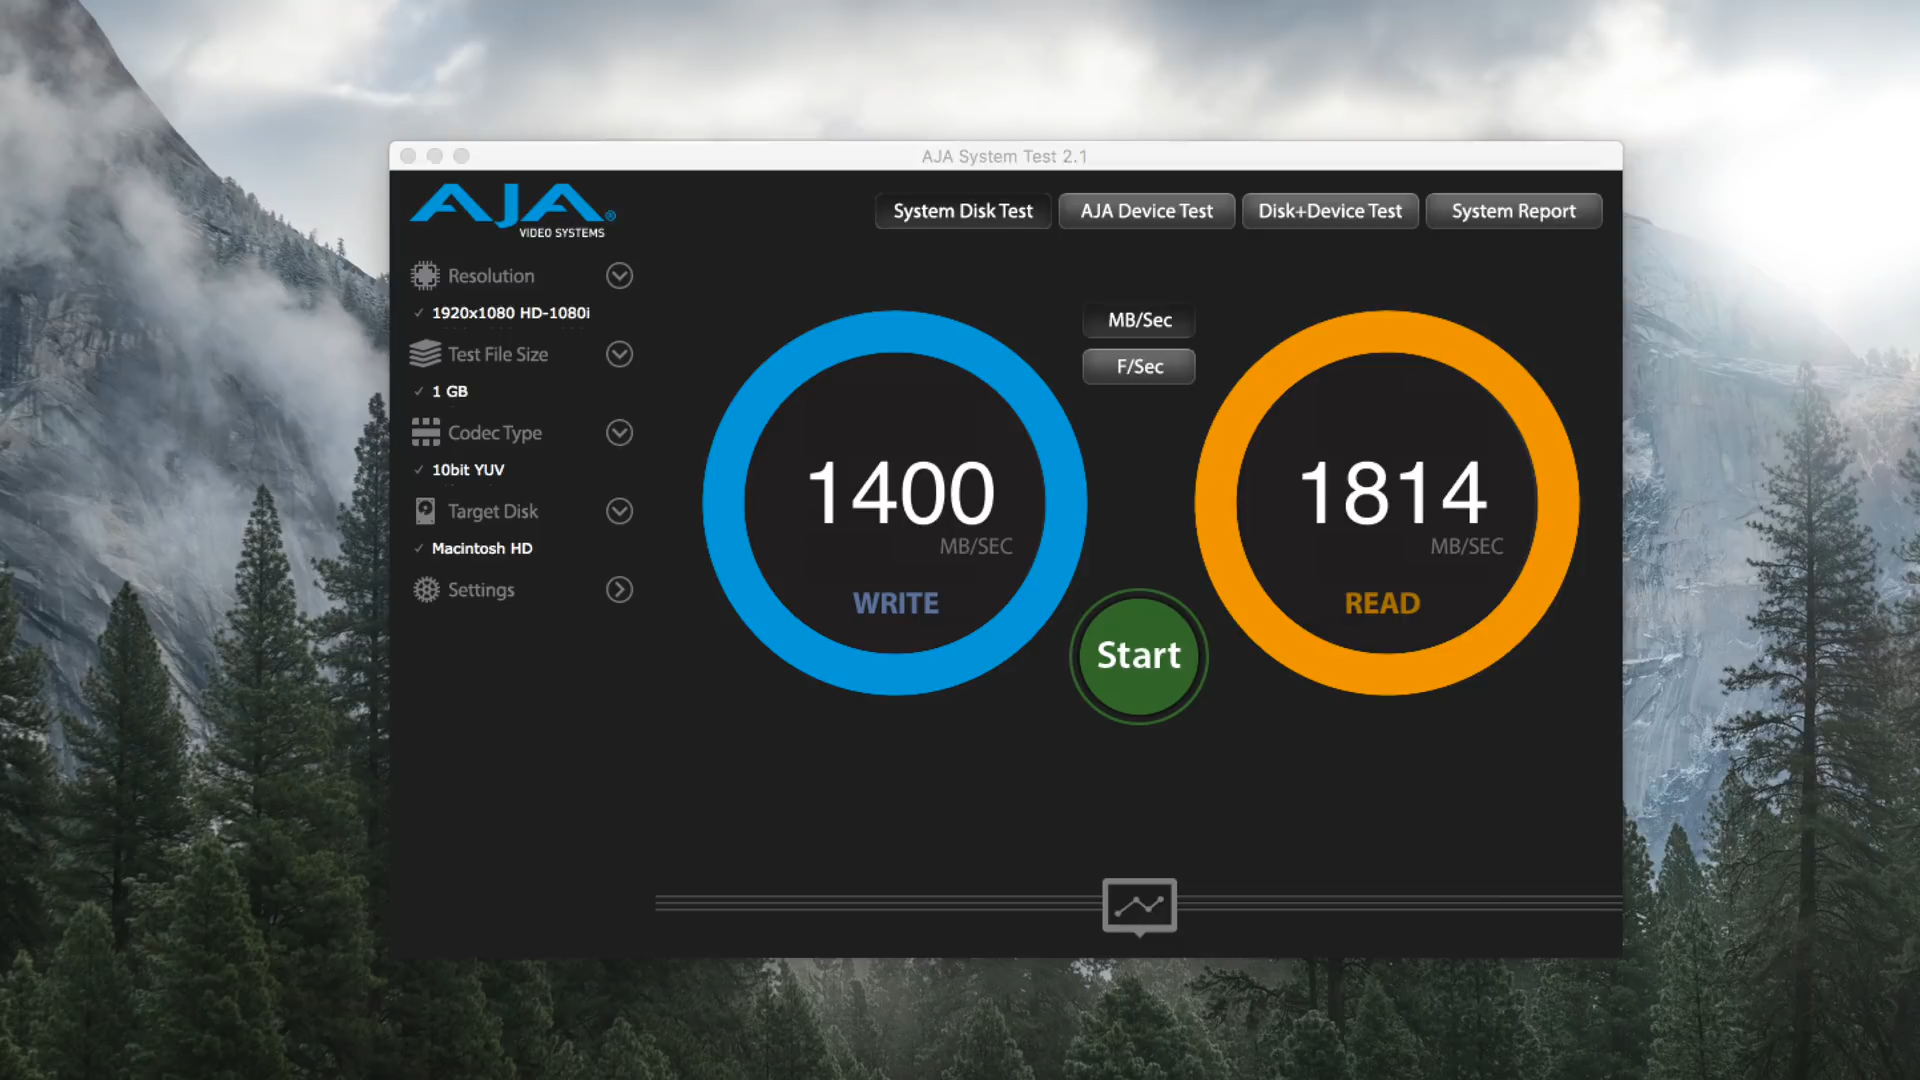 AJA System Test 2.1
AJA®
VIDEO SYSTEMS
System Disk Test
AJA Device Test
Disk+Device Test
System Report
Resolution
✓ 1920x1080 HD-1080i
Test File Size
✓ 1 GB
Codec Type
✓ 10bit YUV
Target Disk
✓ Macintosh HD
Settings
MB/Sec
F/Sec
1400
MB/SEC
WRITE
1814
MB/SEC
READ
Start